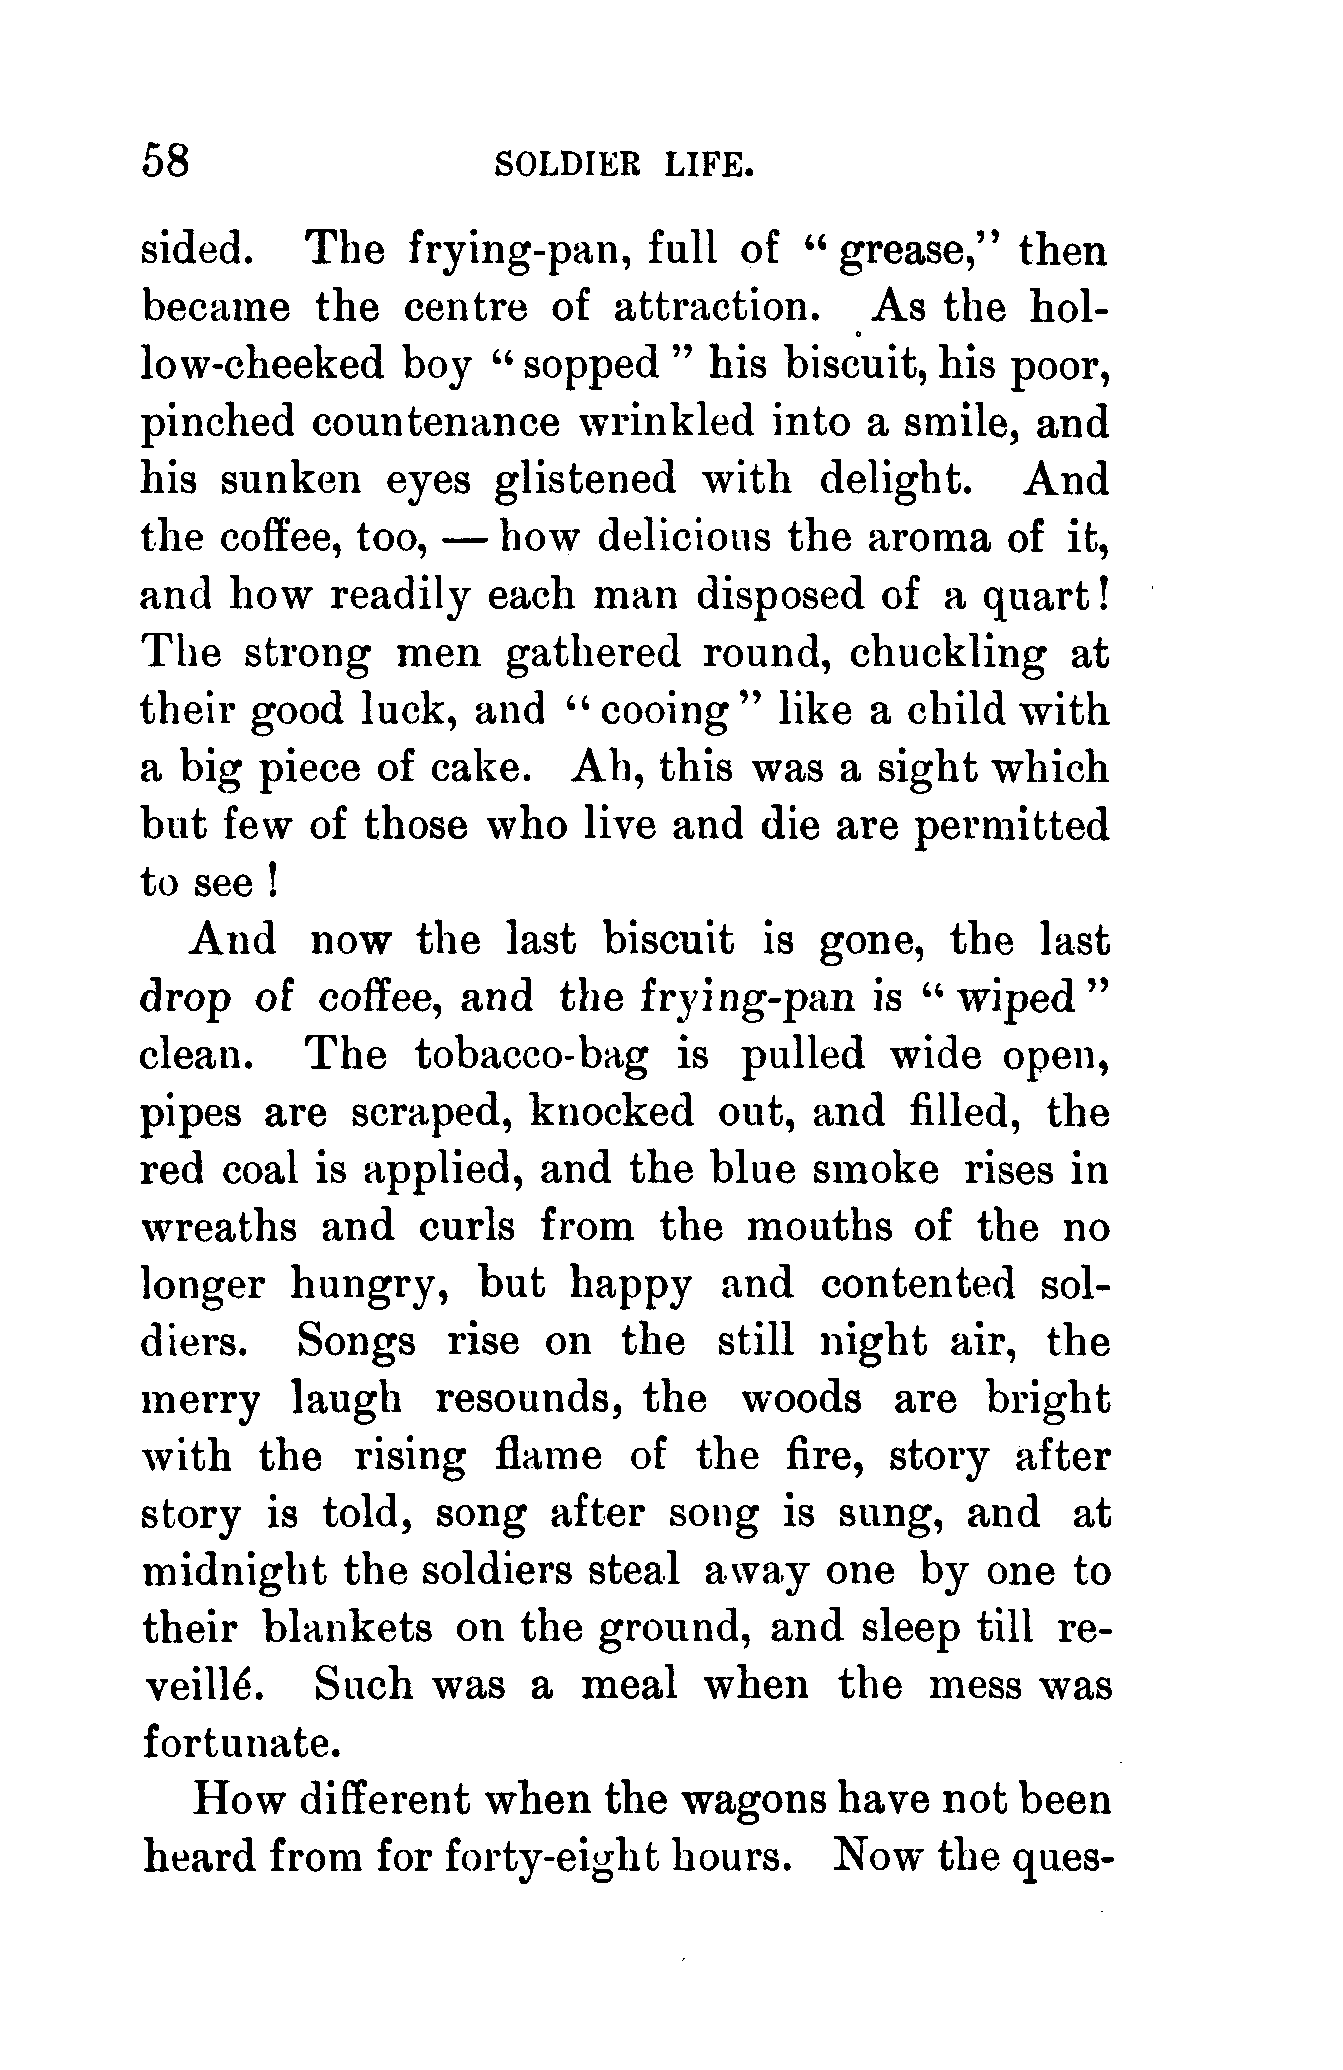 58 SOLDIER LIFE.
sided. The frying-pan, full of "grease," then
became the centre of attraction. As the hol-
low-cheeked boy "sopped" his biscuit, his poor,
pinched countenance wrinkled into a smile, and
his sunken eyes glistened with delight. And
the coffee, too, — how delicious the aroma of it,
and how readily each man disposed of a quart!
The strong men gathered round, chuckling at
their good luck, and "cooing" like a child with
a big piece of cake. Ah, this was a sight which
but few of those who live and die are permitted
to see!
And now the last biscuit is gone, the last
drop of coffee, and the frying-pan is "wiped"
clean. The tobacco-bag is pulled wide open,
pipes are scraped, knocked out, and filled, the
red coal is applied, and the blue smoke rises in
wreaths and curls from the mouths of the no
longer hungry, but happy and contented sol-
diers. Songs rise on the still night air, the
merry laugh resounds, the woods are bright
with the rising flame of the fire, story after
story is told, song after song is sung, and at
midnight the soldiers steal away one by one to
their blankets on the ground, and sleep till re-
veillé. Such was a meal when the mess was
fortunate.
How different when the wagons have not been
heard from for forty-eight hours. Now the ques-